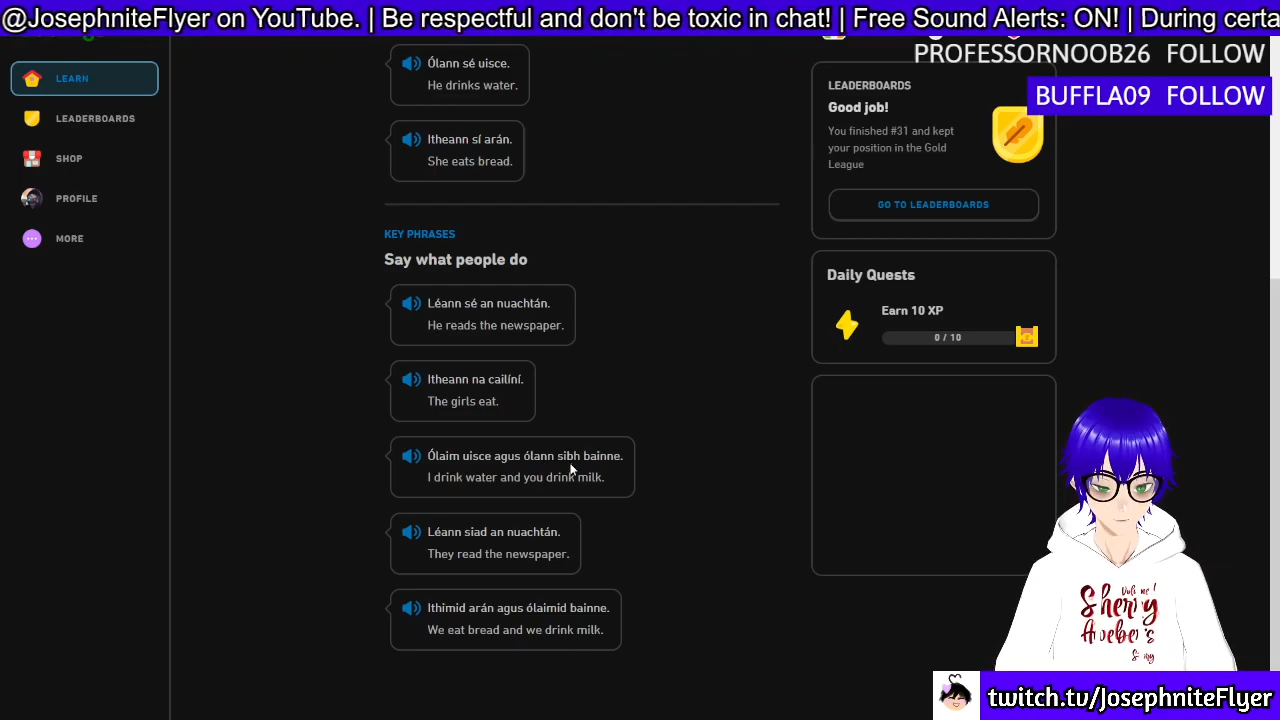 @JosephniteFlyer on YouTube. | Be respectful and don't be toxic in chat! | Free Sound Alerts: ON! | During certa
PROFESSORNOOB26 FOLLOW
BUFFLA09 FOLLOW
LEARN
LEADERBOARDS
SHOP
PROFILE
MORE
Ólann sé uisce.
He drinks water.
Itheann sí arán.
She eats bread.
KEY PHRASES
Say what people do
Léann sé an nuachtán.
He reads the newspaper.
Itheann na cailíní.
The girls eat.
Ólaim uisce agus ólann sibh bainne.
I drink water and you drink milk.
Léann siad an nuachtán.
They read the newspaper.
Ithimid arán agus ólaimid bainne.
We eat bread and we drink milk.
LEADERBOARDS
Good job!
You finished #31 and kept
your position in the Gold
League
GO TO LEADERBOARDS
Daily Quests
Earn 10 XP
0 / 10
Sherry
twitch.tv/JosephniteFlyer